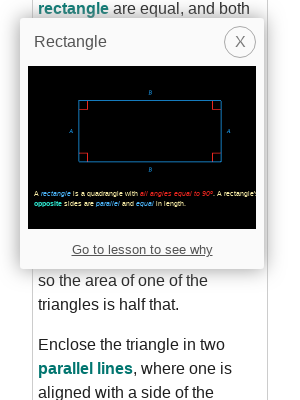 rectangle are equal, and both
Rectangle
X
B
A
A
B
A rectangle is a quadrangle with all angles equal to 90º. A rectangle's
opposite sides are parallel and equal in length.
Go to lesson to see why
so the area of one of the
triangles is half that.
Enclose the triangle in two
parallel lines, where one is
aligned with a side of the